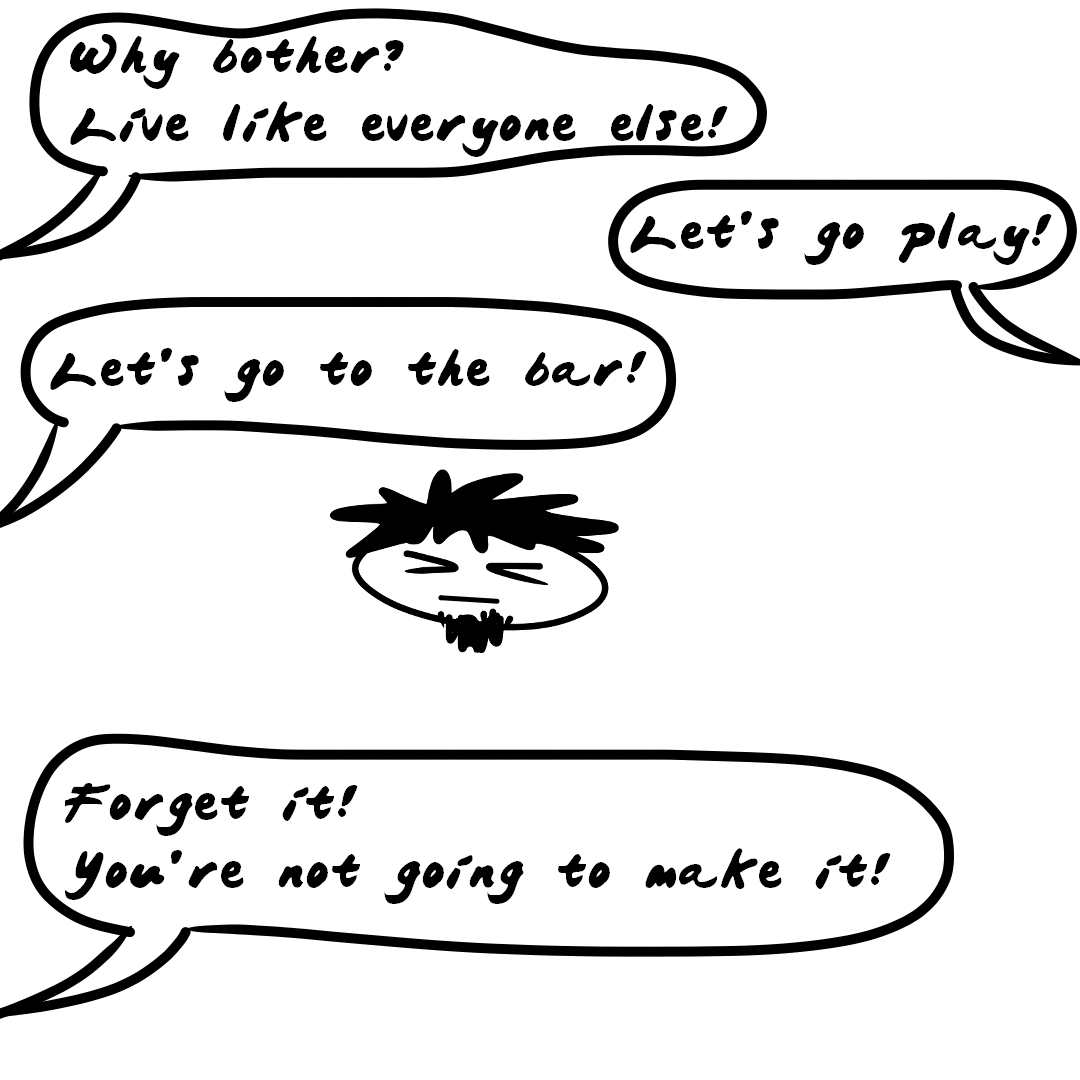 Why bother?
Live like everyone else!
Let's go play!
Let's go to the bar!
Forget it!
You're not going to make it!